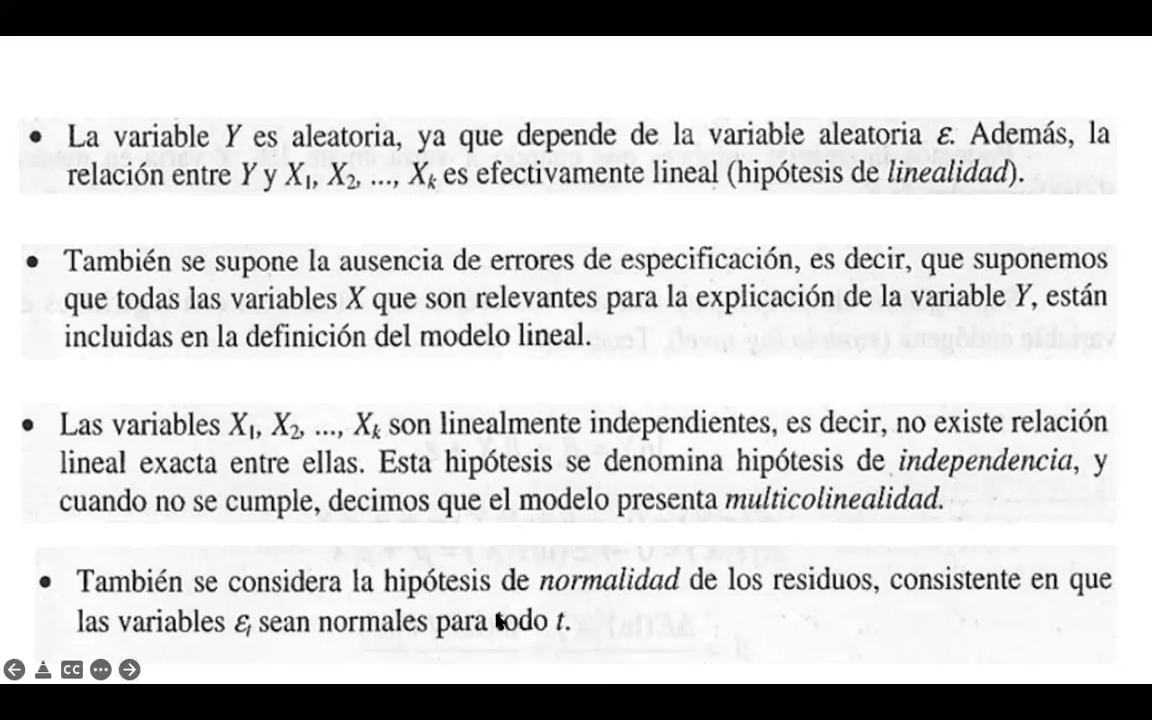 • La variable Y es aleatoria, ya que depende de la variable aleatoria ε. Además, la
relación entre Y y X₁, X₂, ..., Xₖ es efectivamente lineal (hipótesis de linealidad).
• También se supone la ausencia de errores de especificación, es decir, que suponemos
que todas las variables X que son relevantes para la explicación de la variable Y, están
incluidas en la definición del modelo lineal.
• Las variables X₁, X₂, ..., Xₖ son linealmente independientes, es decir, no existe relación
lineal exacta entre ellas. Esta hipótesis se denomina hipótesis de independencia, y
cuando no se cumple, decimos que el modelo presenta multicolinealidad.
• También se considera la hipótesis de normalidad de los residuos, consistente en que
las variables εᵢ sean normales para todo t.
CC